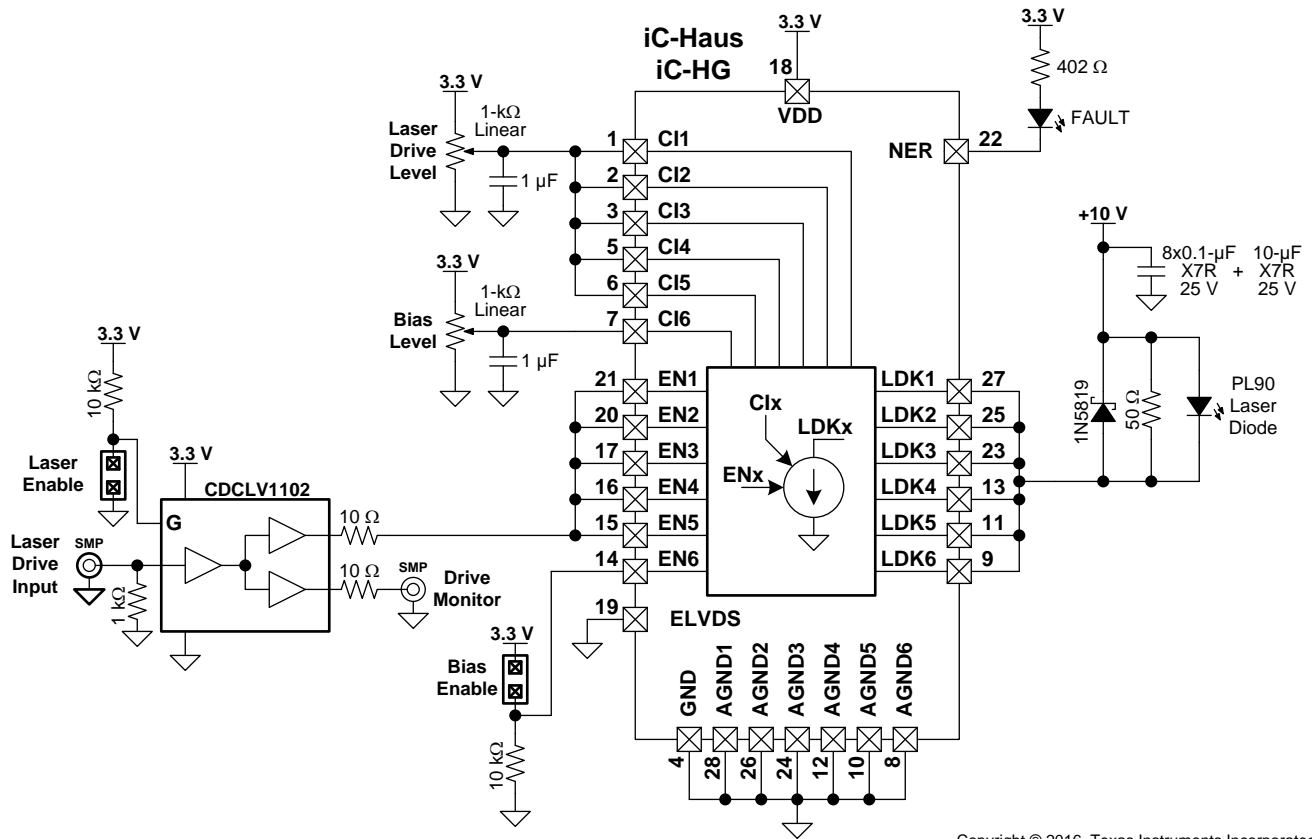 iC-Haus
iC-HG
3.3 V
18
VDD
3.3 V
402 Ω
FAULT
22
NER
3.3 V
1-kΩ
Linear
Laser
Drive
Level
1 µF
1 CI1
2 CI2
3 CI3
5 CI4
6 CI5
7 CI6
3.3 V
1-kΩ
Linear
Bias
Level
1 µF
+10 V
8x0.1-µF
X7R
25 V
+
10-µF
X7R
25 V
1N5819
50 Ω
PL90
Laser
Diode
3.3 V
10 kΩ
Laser
Enable
3.3 V
CDCLV1102
G
Laser
Drive
Input
SMP
1 kΩ
10 Ω
10 Ω
SMP
Drive
Monitor
21 EN1
20 EN2
17 EN3
16 EN4
15 EN5
14 EN6
19 ELVDS
CIx
LDKx
ENx
LDK1 27
LDK2 25
LDK3 23
LDK4 13
LDK5 11
LDK6 9
3.3 V
Bias
Enable
10 kΩ
GND
AGND1
AGND2
AGND3
AGND4
AGND5
AGND6
4
28
26
24
12
10
8